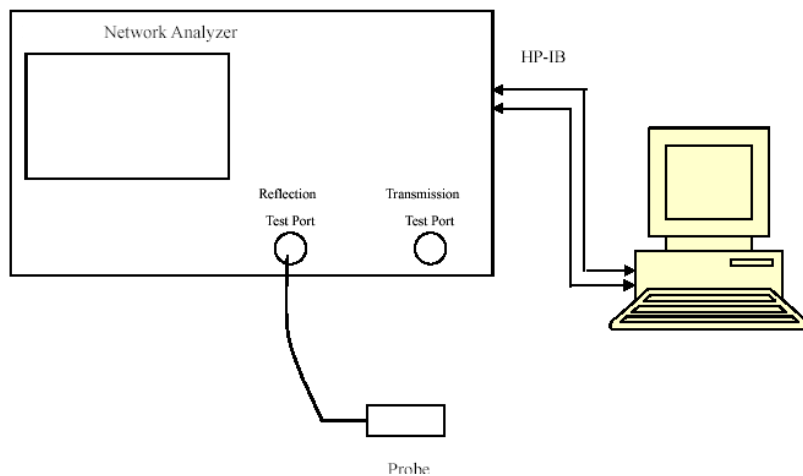 Network Analyzer
HP-IB
Reflection
Test Port
Transmission
Test Port
Probe